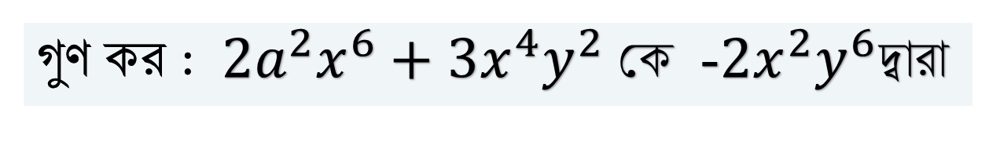 গুণ কর : 2a²x⁶ + 3x⁴y² কে -2x²y⁶দ্বারা